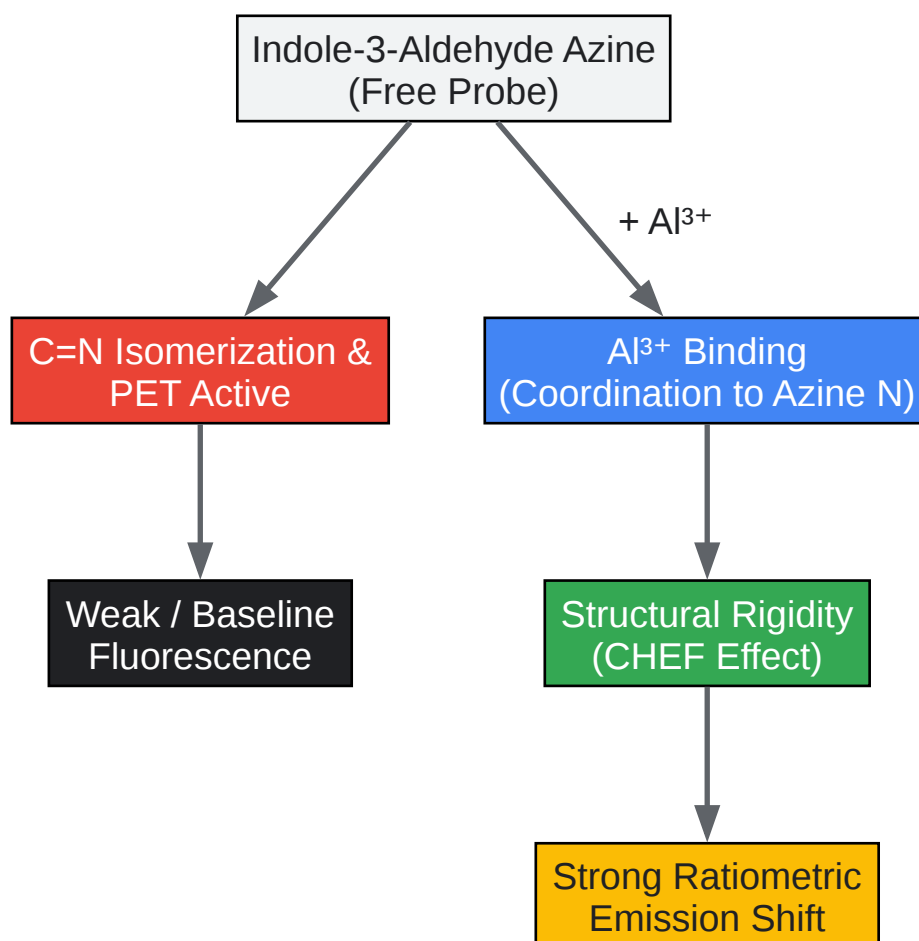 Indole-3-Aldehyde Azine
(Free Probe)
+ Al³⁺
C=N Isomerization &
PET Active
Al³⁺ Binding
(Coordination to Azine N)
Weak / Baseline
Fluorescence
Structural Rigidity
(CHEF Effect)
Strong Ratiometric
Emission Shift